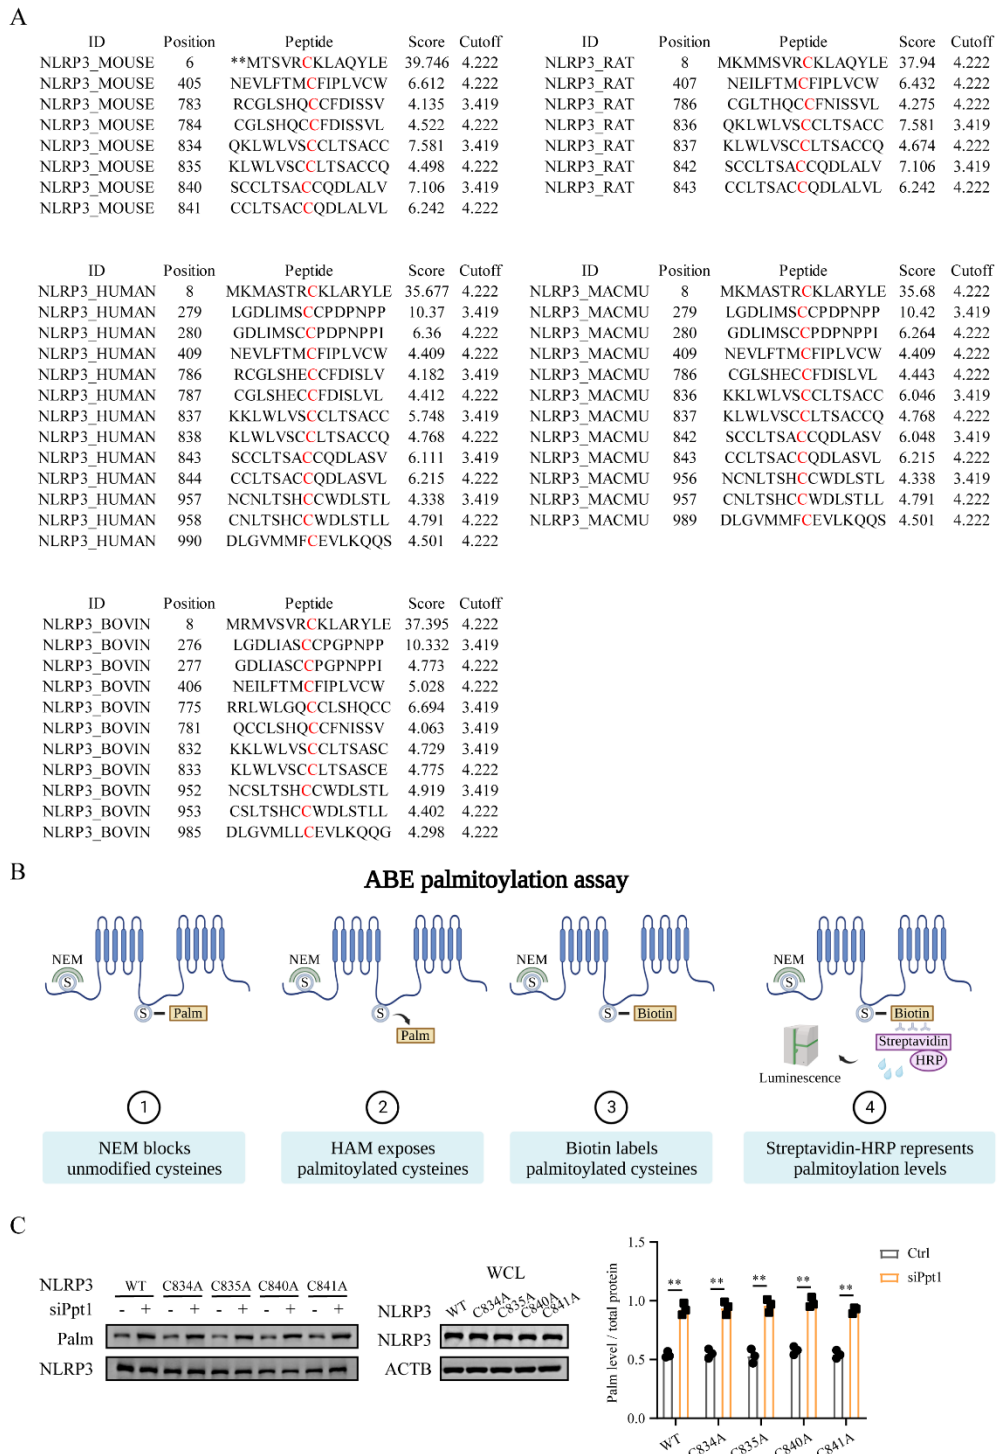 A
ID Position Peptide Score Cutoff
NLRP3_MOUSE 6 **MTSVRCKLAQYLE 39.746 4.222
NLRP3_MOUSE 405 NEVLFTMCFIPLVCW 6.612 4.222
NLRP3_MOUSE 783 RCGLSHQCCFDISSV 4.135 3.419
NLRP3_MOUSE 784 CGLSHQCCFDISSVL 4.522 4.222
NLRP3_MOUSE 834 QKLWLVSCCLTSACC 7.581 3.419
NLRP3_MOUSE 835 KLWLVSCCLTSACCQ 4.498 4.222
NLRP3_MOUSE 840 SCCLTSACCQDLALV 7.106 3.419
NLRP3_MOUSE 841 CCLTSACCQDLALVL 6.242 4.222
ID Position Peptide Score Cutoff
NLRP3_RAT 8 MKMMSVRCKLAQYLE 37.94 4.222
NLRP3_RAT 407 NEILFTMCFIPLVCW 6.432 4.222
NLRP3_RAT 786 CGLTHQCCFNISSVL 4.275 4.222
NLRP3_RAT 836 QKLWLVSCCLTSACC 7.581 3.419
NLRP3_RAT 837 KLWLVSCCLTSACCQ 4.674 4.222
NLRP3_RAT 842 SCCLTSACCQDLALV 7.106 3.419
NLRP3_RAT 843 CCLTSACCQDLALVL 6.242 4.222
ID Position Peptide Score Cutoff
NLRP3_HUMAN 8 MKMASTRCKLARYLE 35.677 4.222
NLRP3_HUMAN 279 LGDLIMSCCPDPNPP 10.37 3.419
NLRP3_HUMAN 280 GDLIMSCCPDPNPPI 6.36 4.222
NLRP3_HUMAN 409 NEVLFTMCFIPLVCW 4.409 4.222
NLRP3_HUMAN 786 RCGLSHECCFDISLV 4.182 3.419
NLRP3_HUMAN 787 CGLSHECCFDISLVL 4.412 4.222
NLRP3_HUMAN 837 KKLWLVSCCLTSACC 5.748 3.419
NLRP3_HUMAN 838 KLWLVSCCLTSACCQ 4.768 4.222
NLRP3_HUMAN 843 SCCLTSACCQDLASV 6.111 3.419
NLRP3_HUMAN 844 CCLTSACCQDLASVL 6.215 4.222
NLRP3_HUMAN 957 NCNLTSHCCWDLSTL 4.338 3.419
NLRP3_HUMAN 958 CNLTSHCCWDLSTLL 4.791 4.222
NLRP3_HUMAN 990 DLGVMMFCEVLKQQS 4.501 4.222
ID Position Peptide Score Cutoff
NLRP3_MACMU 8 MKMASTRCKLARYLE 35.68 4.222
NLRP3_MACMU 279 LGDLIMSCCPDPNPP 10.42 3.419
NLRP3_MACMU 280 GDLIMSCCPDPNPPI 6.264 4.222
NLRP3_MACMU 409 NEVLFTMCFIPLVCW 4.409 4.222
NLRP3_MACMU 786 CGLSHECCFDISLVL 4.443 4.222
NLRP3_MACMU 836 KKLWLVSCCLTSACC 6.046 3.419
NLRP3_MACMU 837 KLWLVSCCLTSACCQ 4.768 4.222
NLRP3_MACMU 842 SCCLTSACCQDLASV 6.048 3.419
NLRP3_MACMU 843 CCLTSACCQDLASVL 6.215 4.222
NLRP3_MACMU 956 NCNLTSHCCWDLSTL 4.338 3.419
NLRP3_MACMU 957 CNLTSHCCWDLSTLL 4.791 4.222
NLRP3_MACMU 989 DLGVMMFCEVLKQQS 4.501 4.222
ID Position Peptide Score Cutoff
NLRP3_BOVIN 8 MRMVSVRCKLARYLE 37.395 4.222
NLRP3_BOVIN 276 LGDLIASCCPGPNPP 10.332 3.419
NLRP3_BOVIN 277 GDLIASCCPGPNPPI 4.773 4.222
NLRP3_BOVIN 406 NEILFTMCFIPLVCW 5.028 4.222
NLRP3_BOVIN 775 RRLWLGQCCLSHQCC 6.694 3.419
NLRP3_BOVIN 781 QCCLSHQCCFNISSV 4.063 3.419
NLRP3_BOVIN 832 KKLWLVSCCLTSASC 4.729 3.419
NLRP3_BOVIN 833 KLWLVSCCLTSASCE 4.775 4.222
NLRP3_BOVIN 952 NCSLTSHCCWDLSTL 4.919 3.419
NLRP3_BOVIN 953 CSLTSHCCWDLSTLL 4.402 4.222
NLRP3_BOVIN 985 DLGVMLLCEVLKQQG 4.298 4.222
B
ABE palmitoylation assay
NEM
S
S
Palm
NEM
S
S
Palm
NEM
S
S
Biotin
NEM
S
S
Biotin
Streptavidin
HRP
Luminescence
1
2
3
4
NEM blocks
unmodified cysteines
HAM exposes
palmitoylated cysteines
Biotin labels
palmitoylated cysteines
Streptavidin-HRP represents
palmitoylation levels
C
NLRP3 WT C834A C835A C840A C841A
siPpt1 - + - + - + - + - +
Palm
NLRP3
WCL
NLRP3 WT C834A C835A C840A C841A
NLRP3
ACTB
Palm level / total protein
1.5
1.0
0.5
0.0
** ** ** ** **
Ctrl
siPpt1
WT C834A C835A C840A C841A